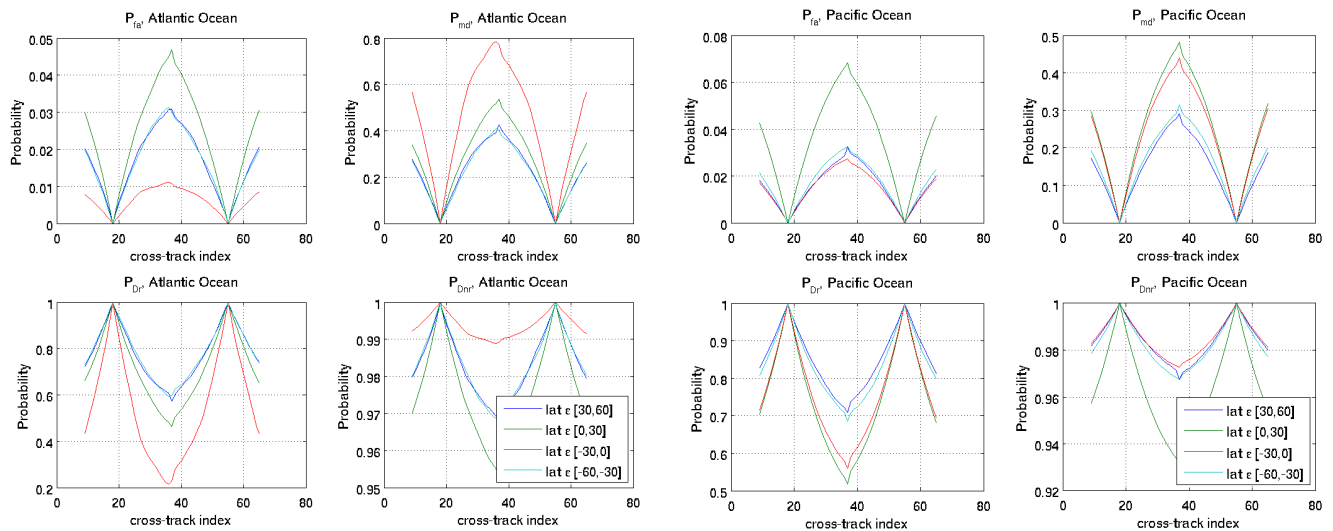 P_fa, Atlantic Ocean
0.05
0.04
0.03
0.02
0.01
0
Probability
0 20 40 60 80
cross-track index
P_md, Atlantic Ocean
0.8
0.6
0.4
0.2
0
Probability
0 20 40 60 80
cross-track index
P_fa, Pacific Ocean
0.08
0.06
0.04
0.02
0
Probability
0 20 40 60 80
cross-track index
P_md, Pacific Ocean
0.5
0.4
0.3
0.2
0.1
0
Probability
0 20 40 60 80
cross-track index
P_Dr, Atlantic Ocean
1
0.8
0.6
0.4
0.2
Probability
0 20 40 60 80
cross-track index
P_Dnr, Atlantic Ocean
1
0.99
0.98
0.97
0.96
0.95
Probability
lat ε [30,60]
lat ε [0,30]
lat ε [-30,0]
lat ε [-60,-30]
0 20 40 60 80
cross-track index
P_Dr, Pacific Ocean
1
0.9
0.8
0.7
0.6
0.5
Probability
0 20 40 60 80
cross-track index
P_Dnr, Pacific Ocean
1
0.98
0.96
0.94
0.92
Probability
lat ε [30,60]
lat ε [0,30]
lat ε [-30,0]
lat ε [-60,-30]
0 20 40 60 80
cross-track index